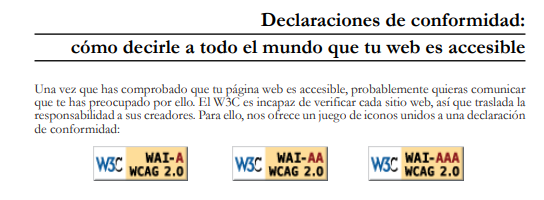 Declaraciones de conformidad:
cómo decirle a todo el mundo que tu web es accesible
Una vez que has comprobado que tu página web es accesible, probablemente quieras comunicar
que te has preocupado por ello. El W3C es incapaz de verificar cada sitio web, así que traslada la
responsabilidad a sus creadores. Para ello, nos ofrece un juego de iconos unidos a una declaración
de conformidad:
W3C WAI-A WCAG 2.0
W3C WAI-AA WCAG 2.0
W3C WAI-AAA WCAG 2.0